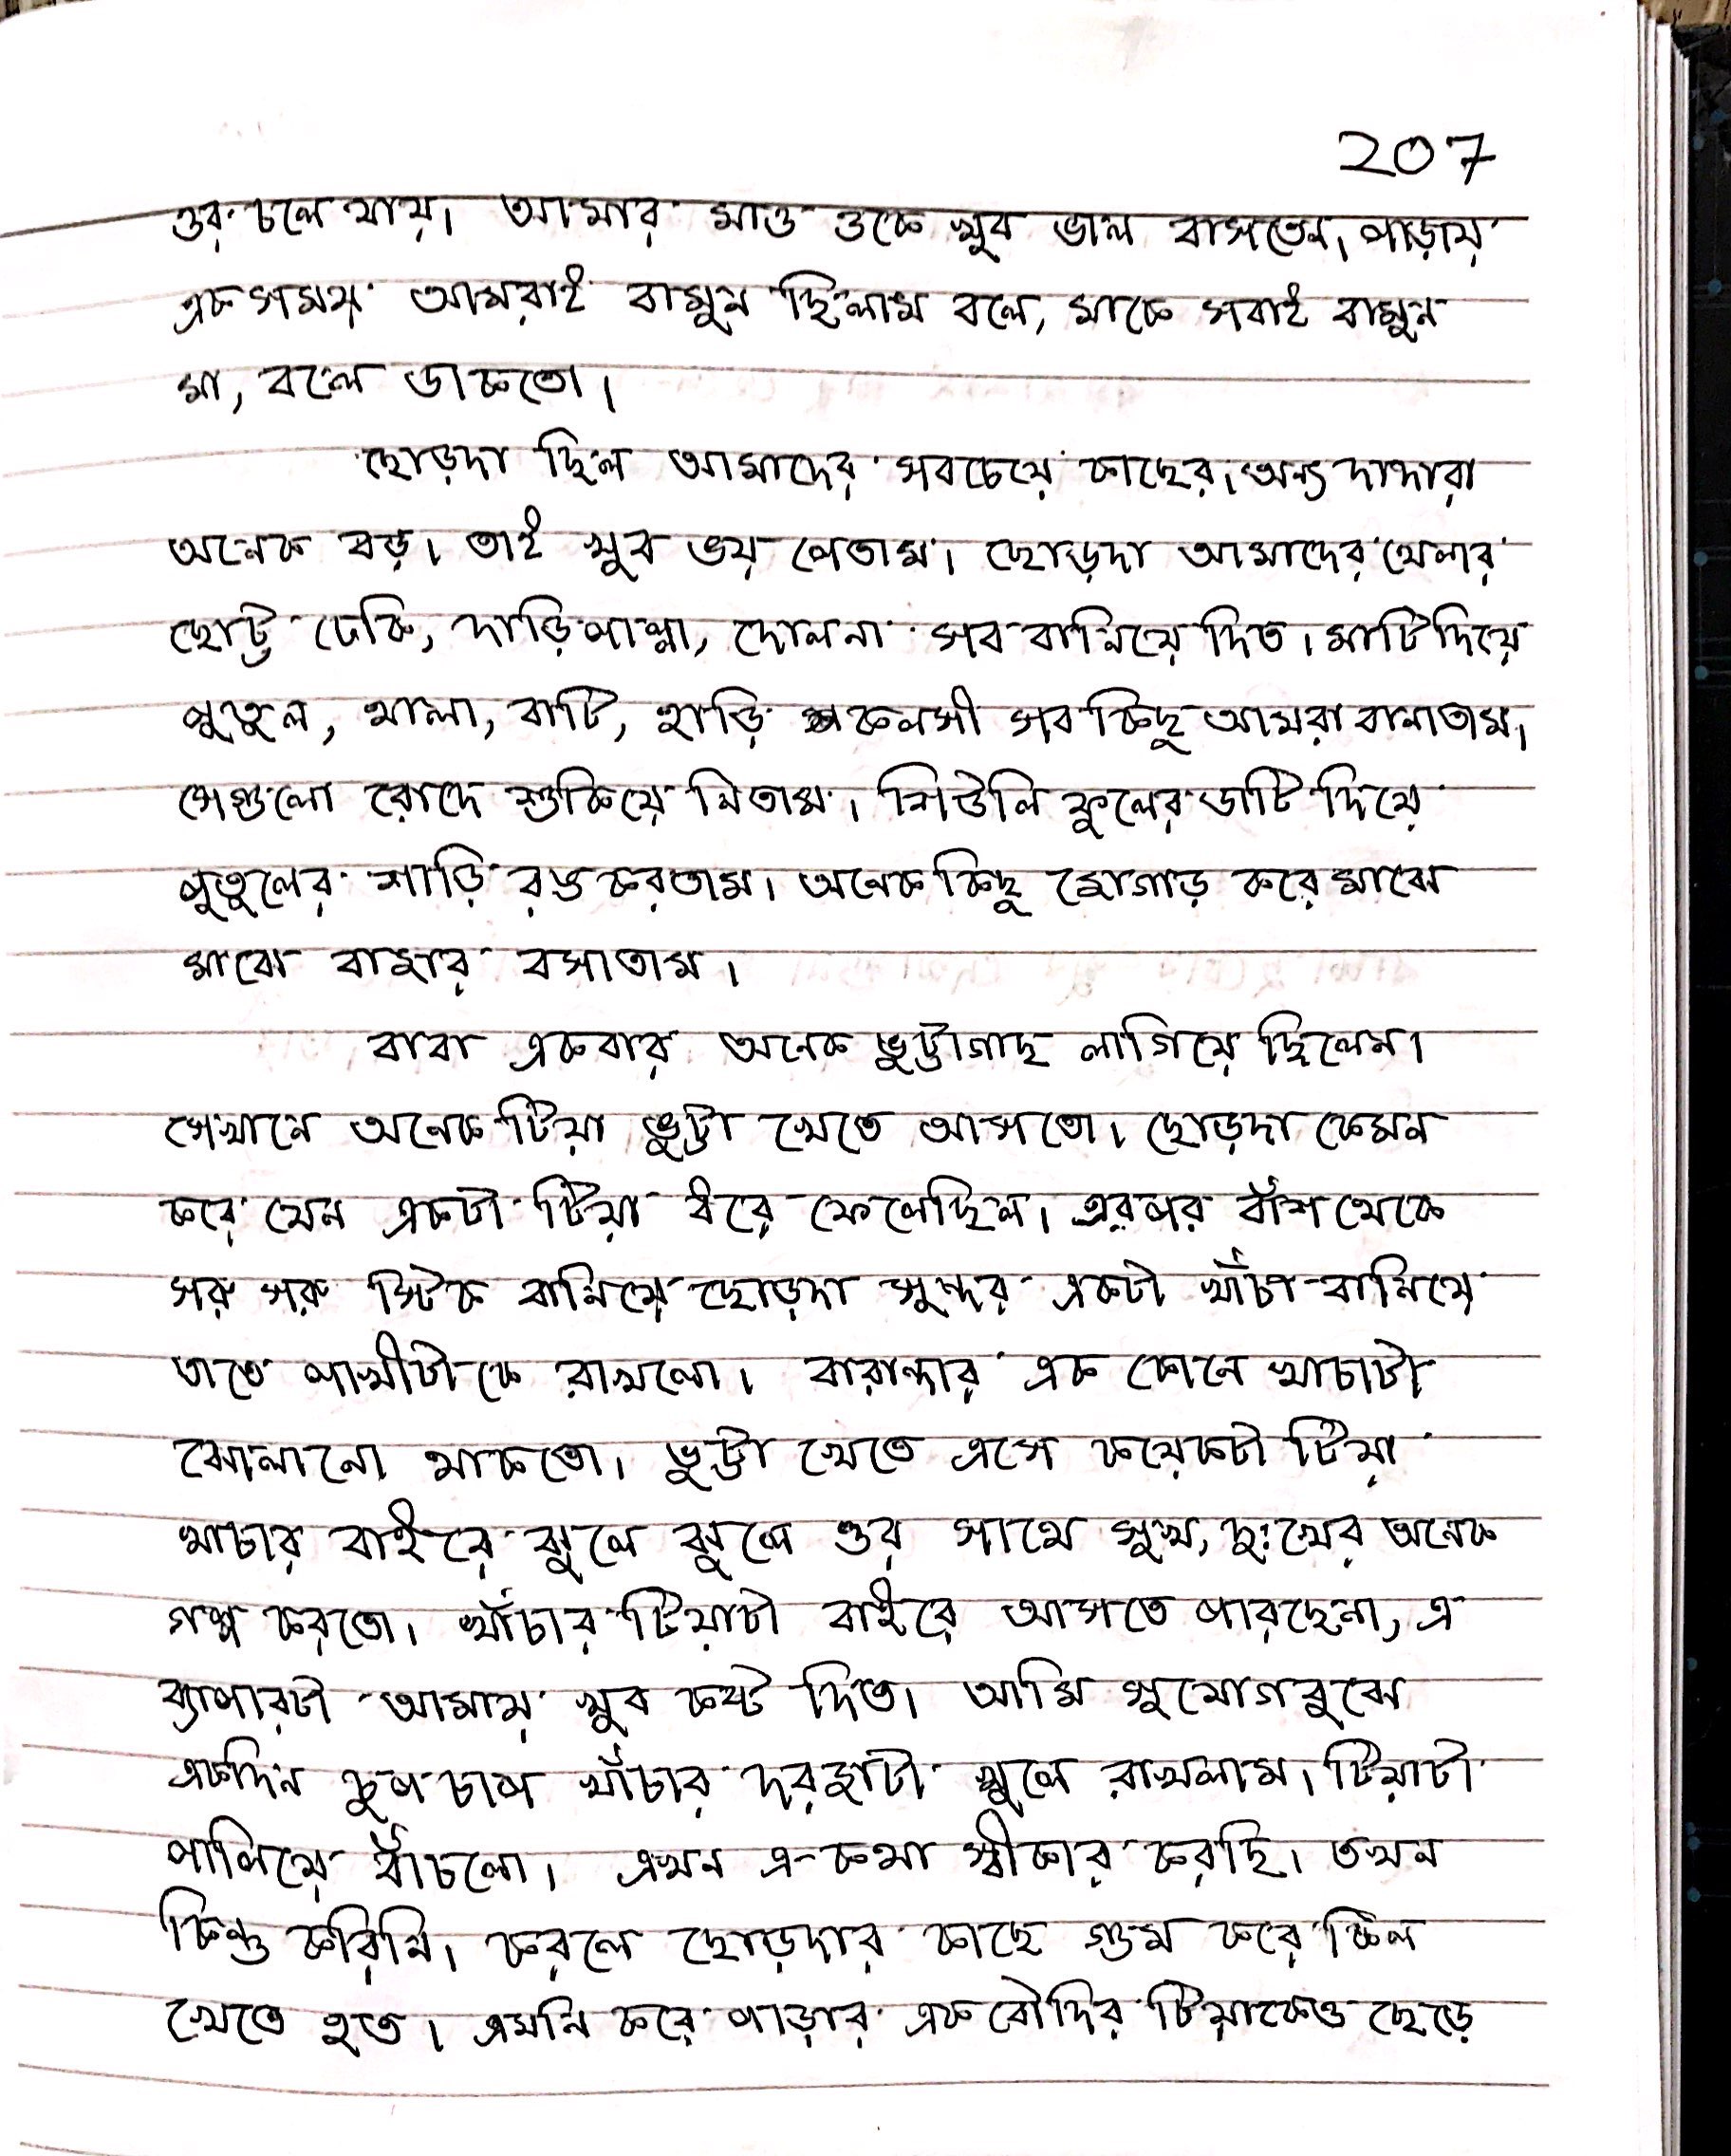 207
ওর চলে যায়। আমার মাও ওকে খুব ভাল বাসতেন। পাড়ায়
এক সময় আমরাই বামুন ছিলাম বলে, মাকে সবাই বামুন
মা, বলে ডাকতো।
ছোড়দা ছিল আমাদের সবচেয়ে কাছের। অন্য দাদারা
অনেক বড়। তাই খুব ভয় পেতাম। ছোড়দা আমাদের খেলার
ছোট্ট ঢেকি, দাড়িপাল্লা, দোলনা সব বানিয়ে দিত। মাটি দিয়ে
পুতুল, থালা, বাটি, হাড়ি কলসী সব কিছু আমরা বানাতাম।
সেগুলো রোদে শুকিয়ে নিতাম। শিউলি ফুলের ডাটি দিয়ে
পুতুলের শাড়ি রঙ করতাম। অনেক কিছু জোগাড় করে মাঝে
মাঝে বাজার বসাতাম।
বাবা একবার অনেক ভুট্টাগাছ লাগিয়ে ছিলেন।
সেখানে অনেক টিয়া ভুট্টা খেতে আসতো। ছোড়দা কেমন
করে যেন একটা টিয়া ধরে ফেলেছিল। এরপর বাঁশ থেকে
সরু সরু স্টিক বানিয়ে ছোড়দা সুন্দর একটা খাঁচা বানিয়ে
তাতে পাখীটাকে রাখলো। বারান্দার এক কোনে খাচাটা
ঝোলানো থাকতো। ভুট্টা খেতে এসে কয়েকটা টিয়া
খাচার বাইরে ঝুলে ঝুলে ওর সাথে সুখ, দুঃখের অনেক
গল্প করতো। খাঁচার টিয়াটা বাইরে আসতে পারছেনা, এ
ব্যাপারটা আমায় খুব কষ্ট দিত। আমি সুযোগ বুঝে
একদিন চুপ চাপ খাঁচার দরজাটা খুলে রাখলাম। টিয়াটা
পালিয়ে বাঁচলো। এখন এ-কথা স্বীকার করছি। তখন
কিন্তু করিনি। করলে ছোড়দার কাছে গুম করে কিল
খেতে হত। এমনি করে পাড়ার এক বৌদির টিয়াকেও ছেড়ে